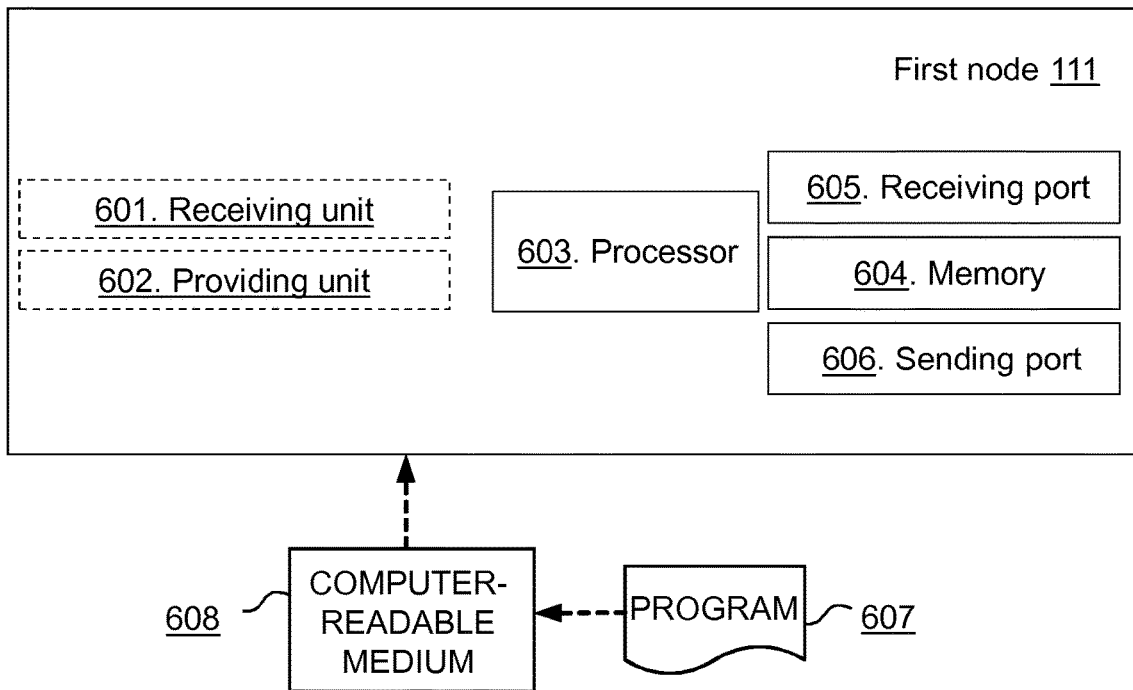 First node 111
601. Receiving unit
602. Providing unit
603. Processor
605. Receiving port
604. Memory
606. Sending port
COMPUTER-
READABLE
MEDIUM
608
PROGRAM
607